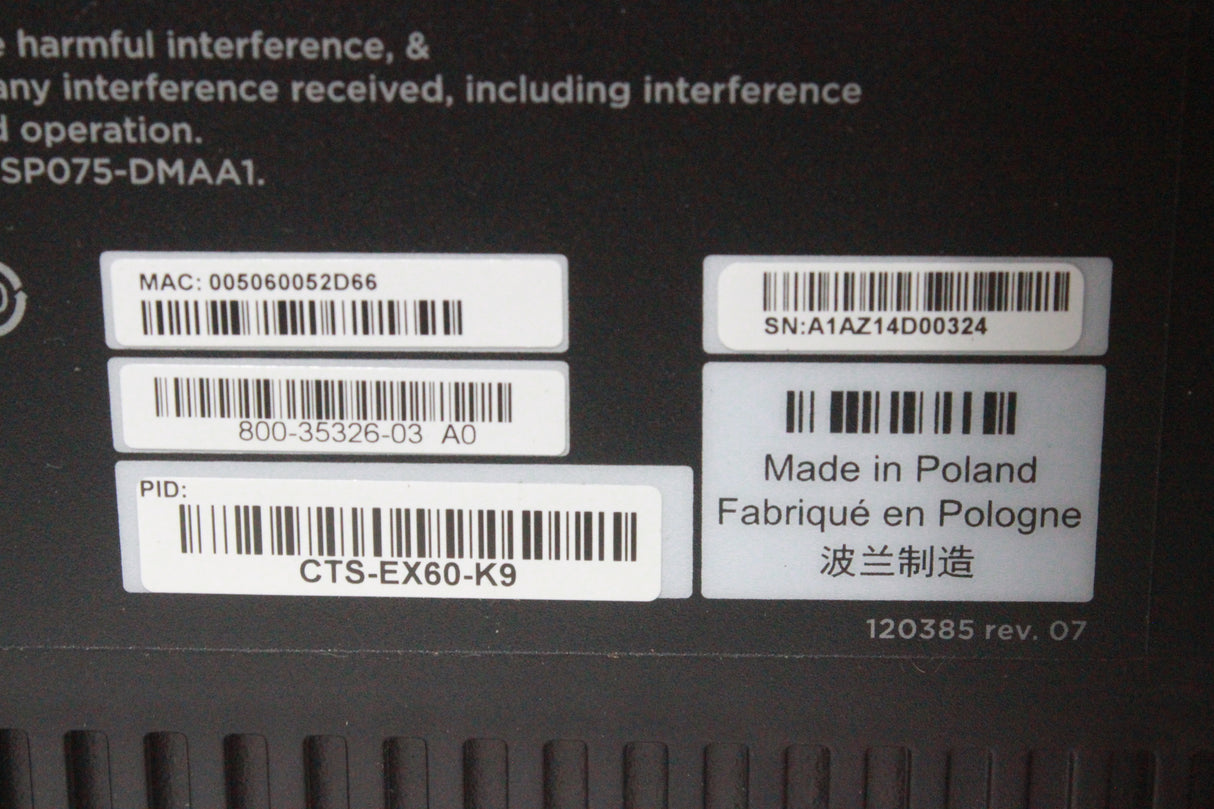 harmful interference, &
any interference received, including interference
operation.
SP075-DMAA1.
MAC: 005060052D66
SN:A1AZ14D00324
800-35326-03 A0
PID:
CTS-EX60-K9
Made in Poland
Fabriqué en Pologne
波兰制造
120385 rev. 07